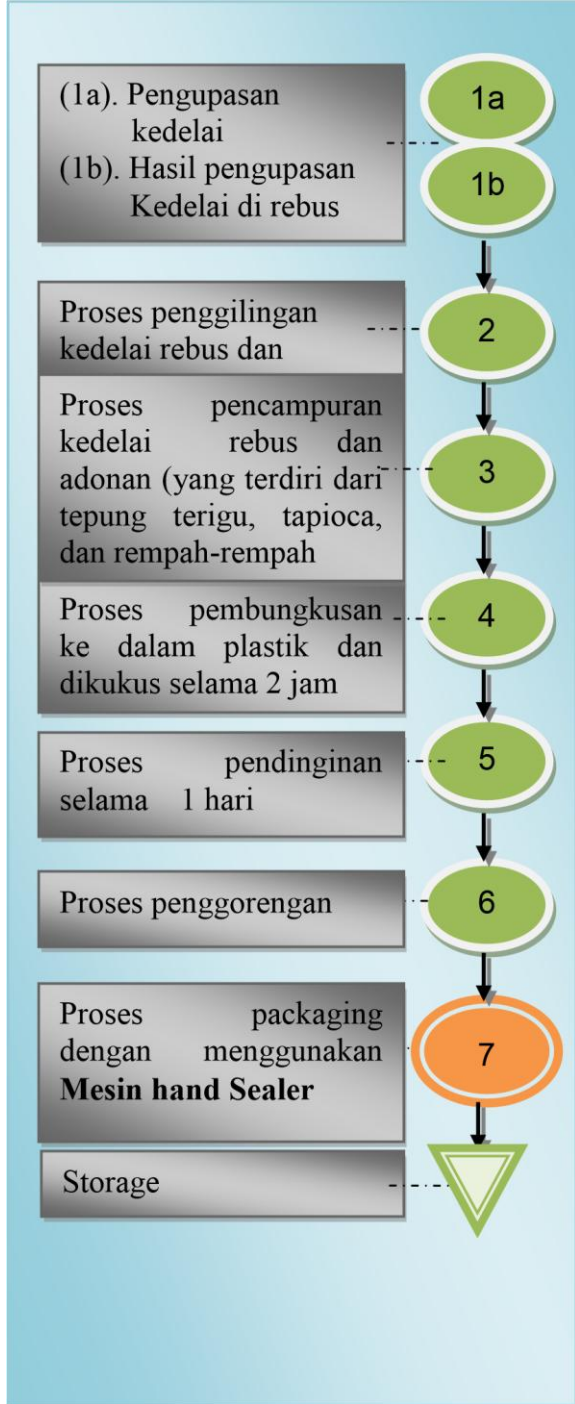 (1a). Pengupasan
kedelai
(1b). Hasil pengupasan
Kedelai di rebus
1a
1b
Proses penggilingan
kedelai rebus dan
2
Proses pencampuran
kedelai rebus dan
adonan (yang terdiri dari
tepung terigu, tapioca,
dan rempah-rempah
3
Proses pembungkusan
ke dalam plastik dan
dikukus selama 2 jam
4
Proses pendinginan
selama 1 hari
5
Proses penggorengan
6
Proses packaging
dengan menggunakan
Mesin hand Sealer
7
Storage